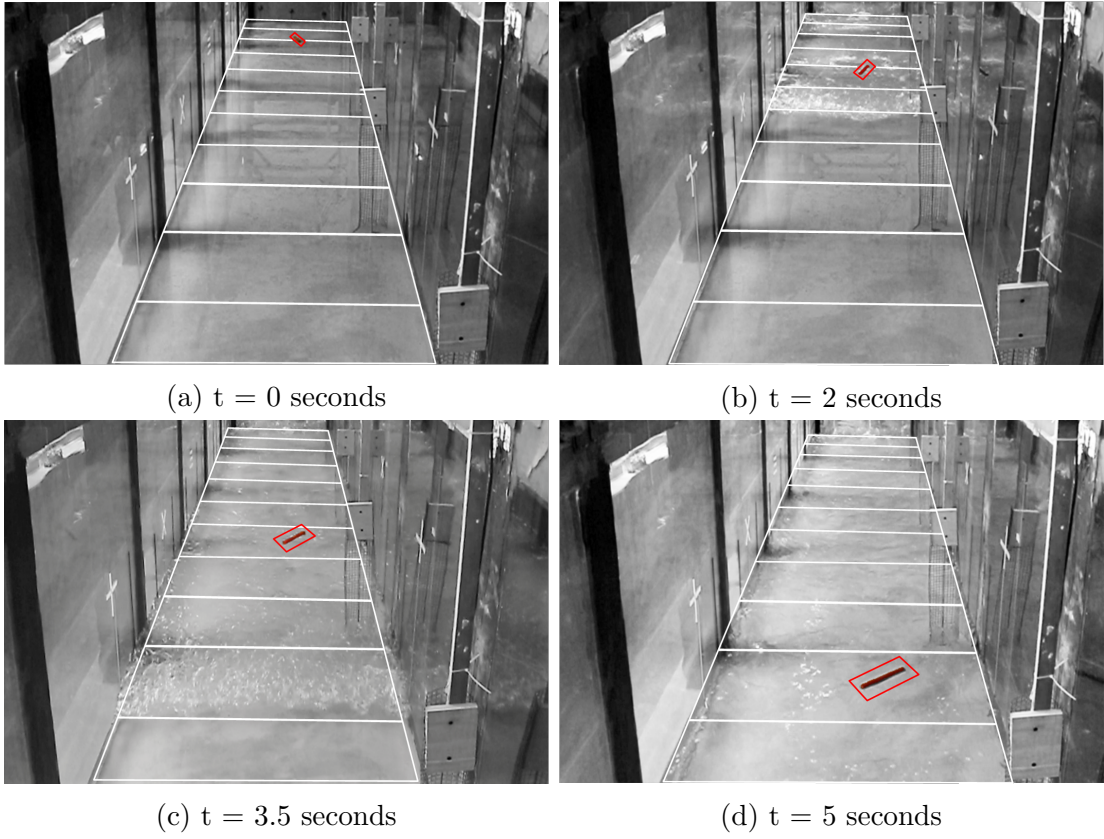 (a) t = 0 seconds
(b) t = 2 seconds
(c) t = 3.5 seconds
(d) t = 5 seconds